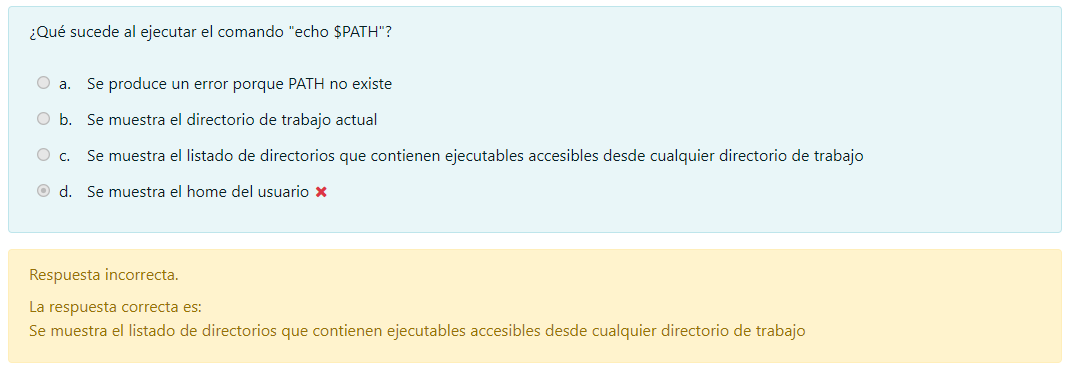 ¿Qué sucede al ejecutar el comando "echo $PATH"?
a. Se produce un error porque PATH no existe
b. Se muestra el directorio de trabajo actual
c. Se muestra el listado de directorios que contienen ejecutables accesibles desde cualquier directorio de trabajo
d. Se muestra el home del usuario
Respuesta incorrecta.
La respuesta correcta es:
Se muestra el listado de directorios que contienen ejecutables accesibles desde cualquier directorio de trabajo